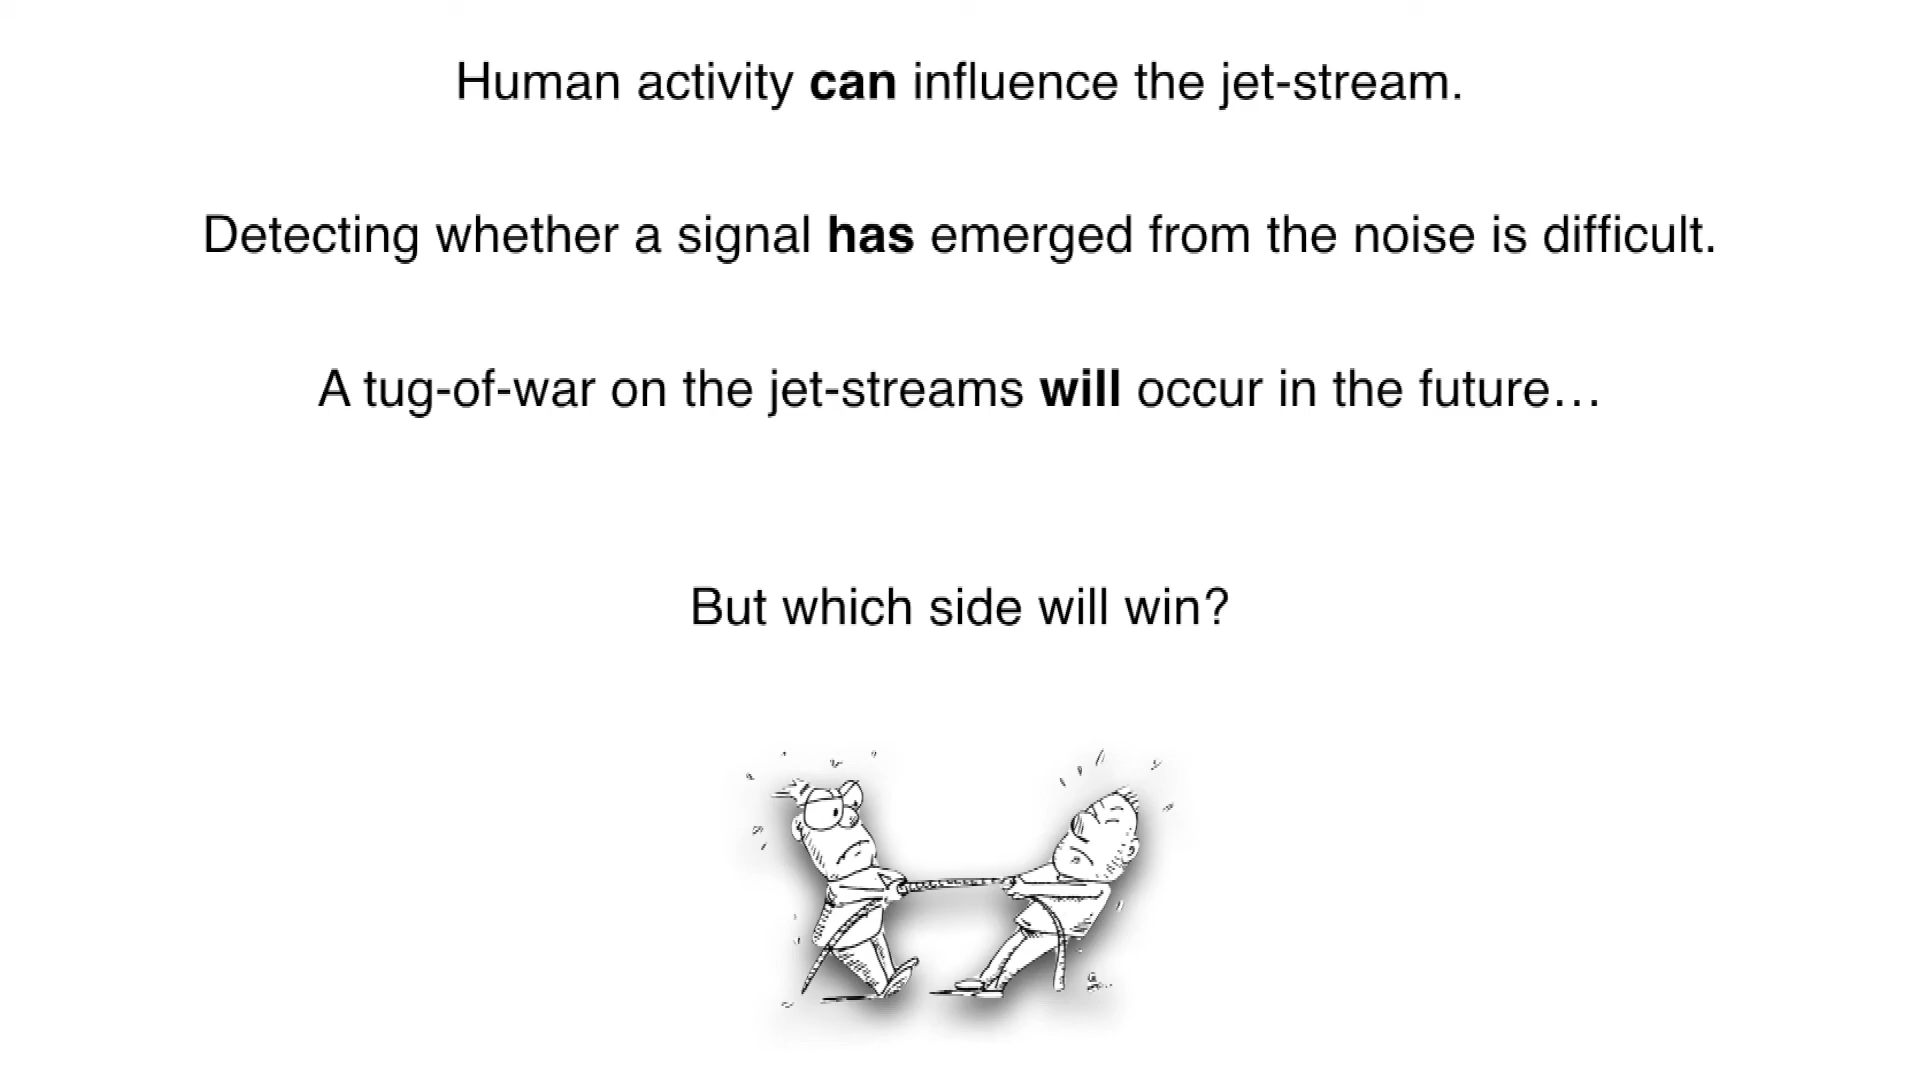 Human activity can influence the jet-stream.
Detecting whether a signal has emerged from the noise is difficult.
A tug-of-war on the jet-streams will occur in the future…
But which side will win?